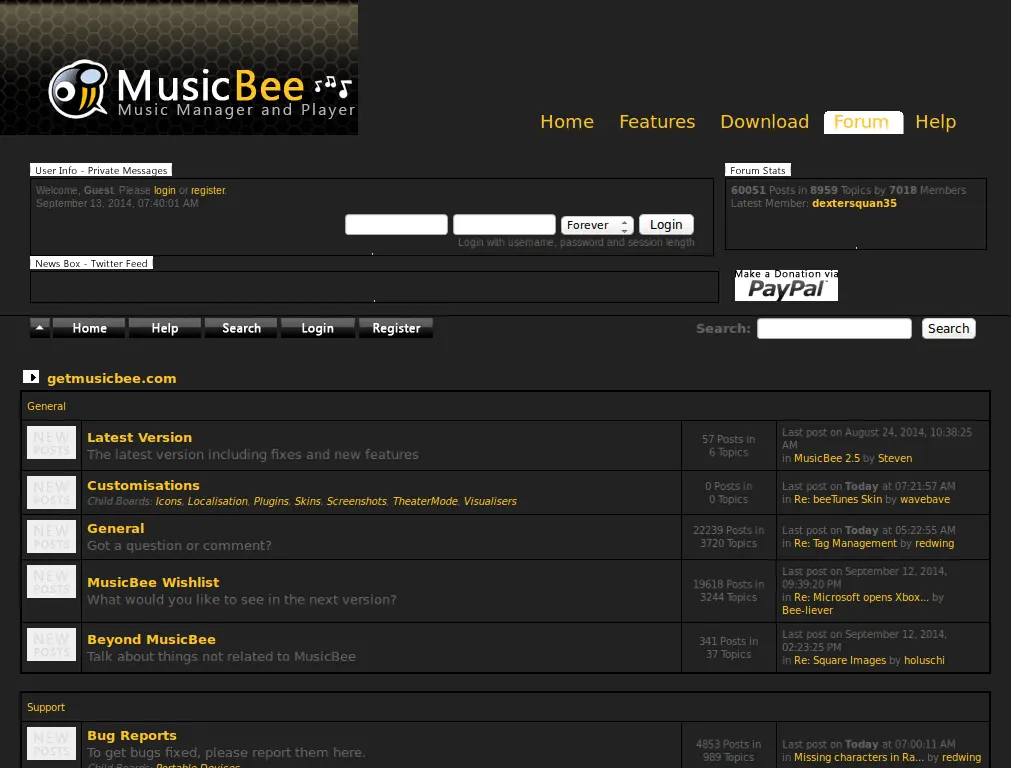 MusicBee
Music Manager and Player
Home Features Download Forum Help
User Info - Private Messages
Welcome, Guest. Please login or register.
September 13, 2014, 07:40:01 AM
Forever Login
Login with username, password and session length
Forum Stats
60051 Posts in 8959 Topics by 7018 Members
Latest Member: dextersquan35
News Box - Twitter Feed
Make a Donation via
PayPal
Home Help Search Login Register
Search: Search
getmusicbee.com
General
NEW
POSTS
Latest Version
The latest version including fixes and new features
57 Posts in
6 Topics
Last post on August 24, 2014, 10:38:25
AM
in MusicBee 2.5 by Steven
NEW
POSTS
Customisations
Child Boards: Icons, Localisation, Plugins, Skins, Screenshots, TheaterMode, Visualisers
0 Posts in
0 Topics
Last post on Today at 07:21:57 AM
in Re: beeTunes Skin by wavebave
NEW
POSTS
General
Got a question or comment?
22239 Posts in
3720 Topics
Last post on Today at 05:22:55 AM
in Re: Tag Management by redwing
NEW
POSTS
MusicBee Wishlist
What would you like to see in the next version?
19618 Posts in
3244 Topics
Last post on September 12, 2014,
09:39:20 PM
in Re: Microsoft opens Xbox... by
Bee-liever
NEW
POSTS
Beyond MusicBee
Talk about things not related to MusicBee
341 Posts in
37 Topics
Last post on September 12, 2014,
02:23:25 PM
in Re: Square Images by holuschi
Support
NEW
POSTS
Bug Reports
To get bugs fixed, please report them here.
Child Boards: Portable Devices
4853 Posts in
989 Topics
Last post on Today at 07:00:11 AM
in Missing characters in Ra... by redwing